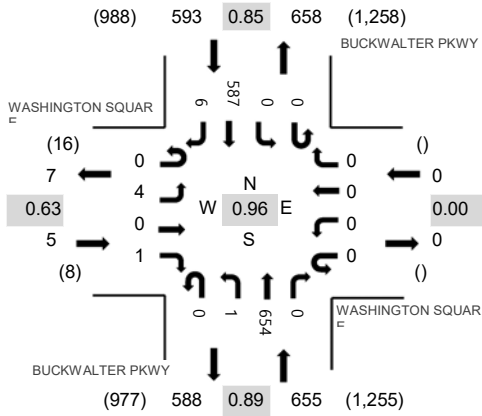 (988) 593 0.85 658 (1,258)
BUCKWALTER PKWY
6 587 0 0
WASHINGTON SQUAR
E
(16) 0 0 ()
7 4 0 0
N
0.63 W 0.96 E 0.00
0 0
S
5 1 0 0
(8) ()
0 1 654 0
WASHINGTON SQUAR
E
BUCKWALTER PKWY
(977) 588 0.89 655 (1,255)